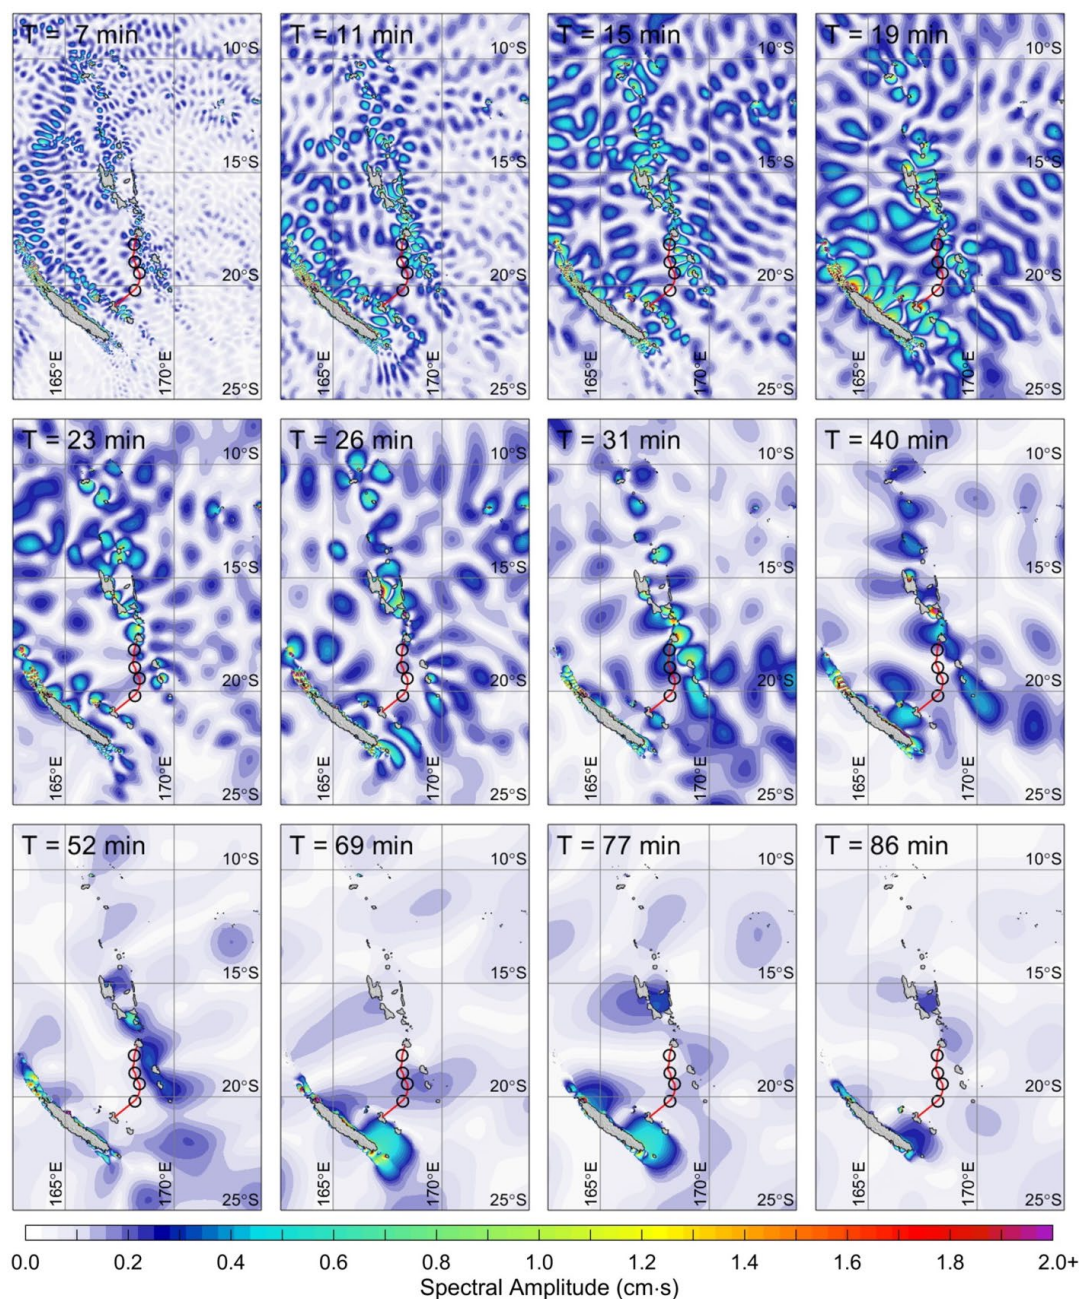 T = 7 min
10°S
15°S
20°S
25°S
165°E
170°E
T = 11 min
10°S
15°S
20°S
25°S
165°E
170°E
T = 15 min
10°S
15°S
20°S
25°S
165°E
170°E
T = 19 min
10°S
15°S
20°S
25°S
165°E
170°E
T = 23 min
10°S
15°S
20°S
25°S
165°E
170°E
T = 26 min
10°S
15°S
20°S
25°S
165°E
170°E
T = 31 min
10°S
15°S
20°S
25°S
165°E
170°E
T = 40 min
10°S
15°S
20°S
25°S
165°E
170°E
T = 52 min
10°S
15°S
20°S
25°S
165°E
170°E
T = 69 min
10°S
15°S
20°S
25°S
165°E
170°E
T = 77 min
10°S
15°S
20°S
25°S
165°E
170°E
T = 86 min
10°S
15°S
20°S
25°S
165°E
170°E
0.0 0.2 0.4 0.6 0.8 1.0 1.2 1.4 1.6 1.8 2.0+
Spectral Amplitude (cm·s)